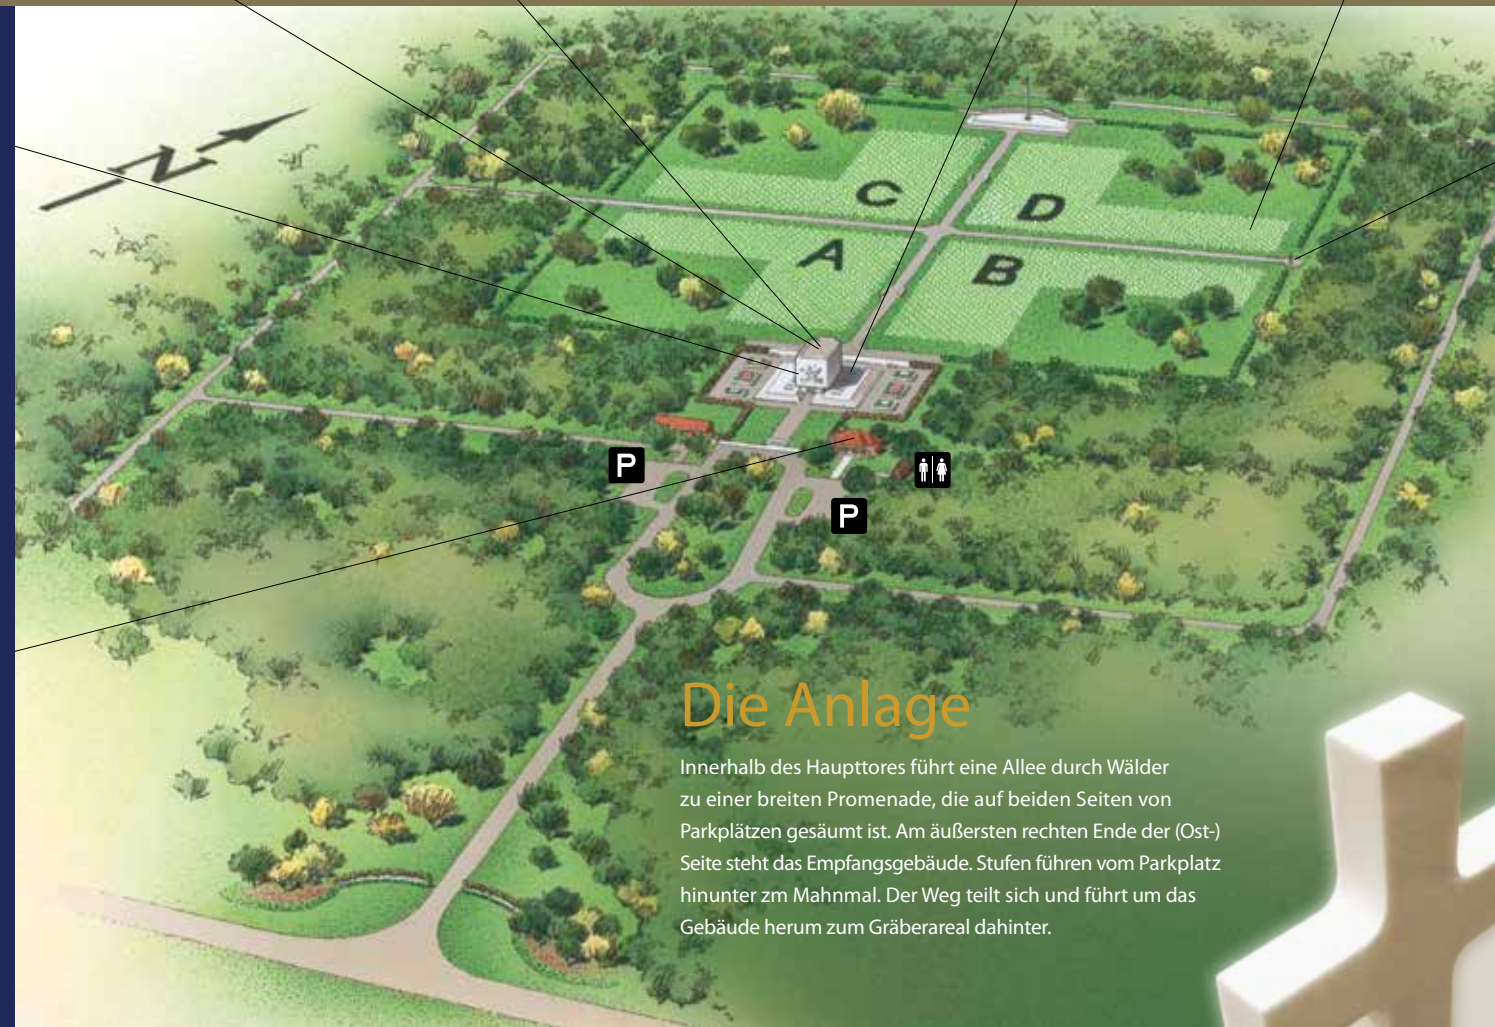 N
C
D
A
B
P
P
Die Anlage
Innerhalb des Haupttores führt eine Allee durch Wälder
zu einer breiten Promenade, die auf beiden Seiten von
Parkplätzen gesäumt ist. Am äußersten rechten Ende der (Ost-)
Seite steht das Empfangsgebäude. Stufen führen vom Parkplatz
hinunter zm Mahnmal. Der Weg teilt sich und führt um das
Gebäude herum zum Gräberareal dahinter.